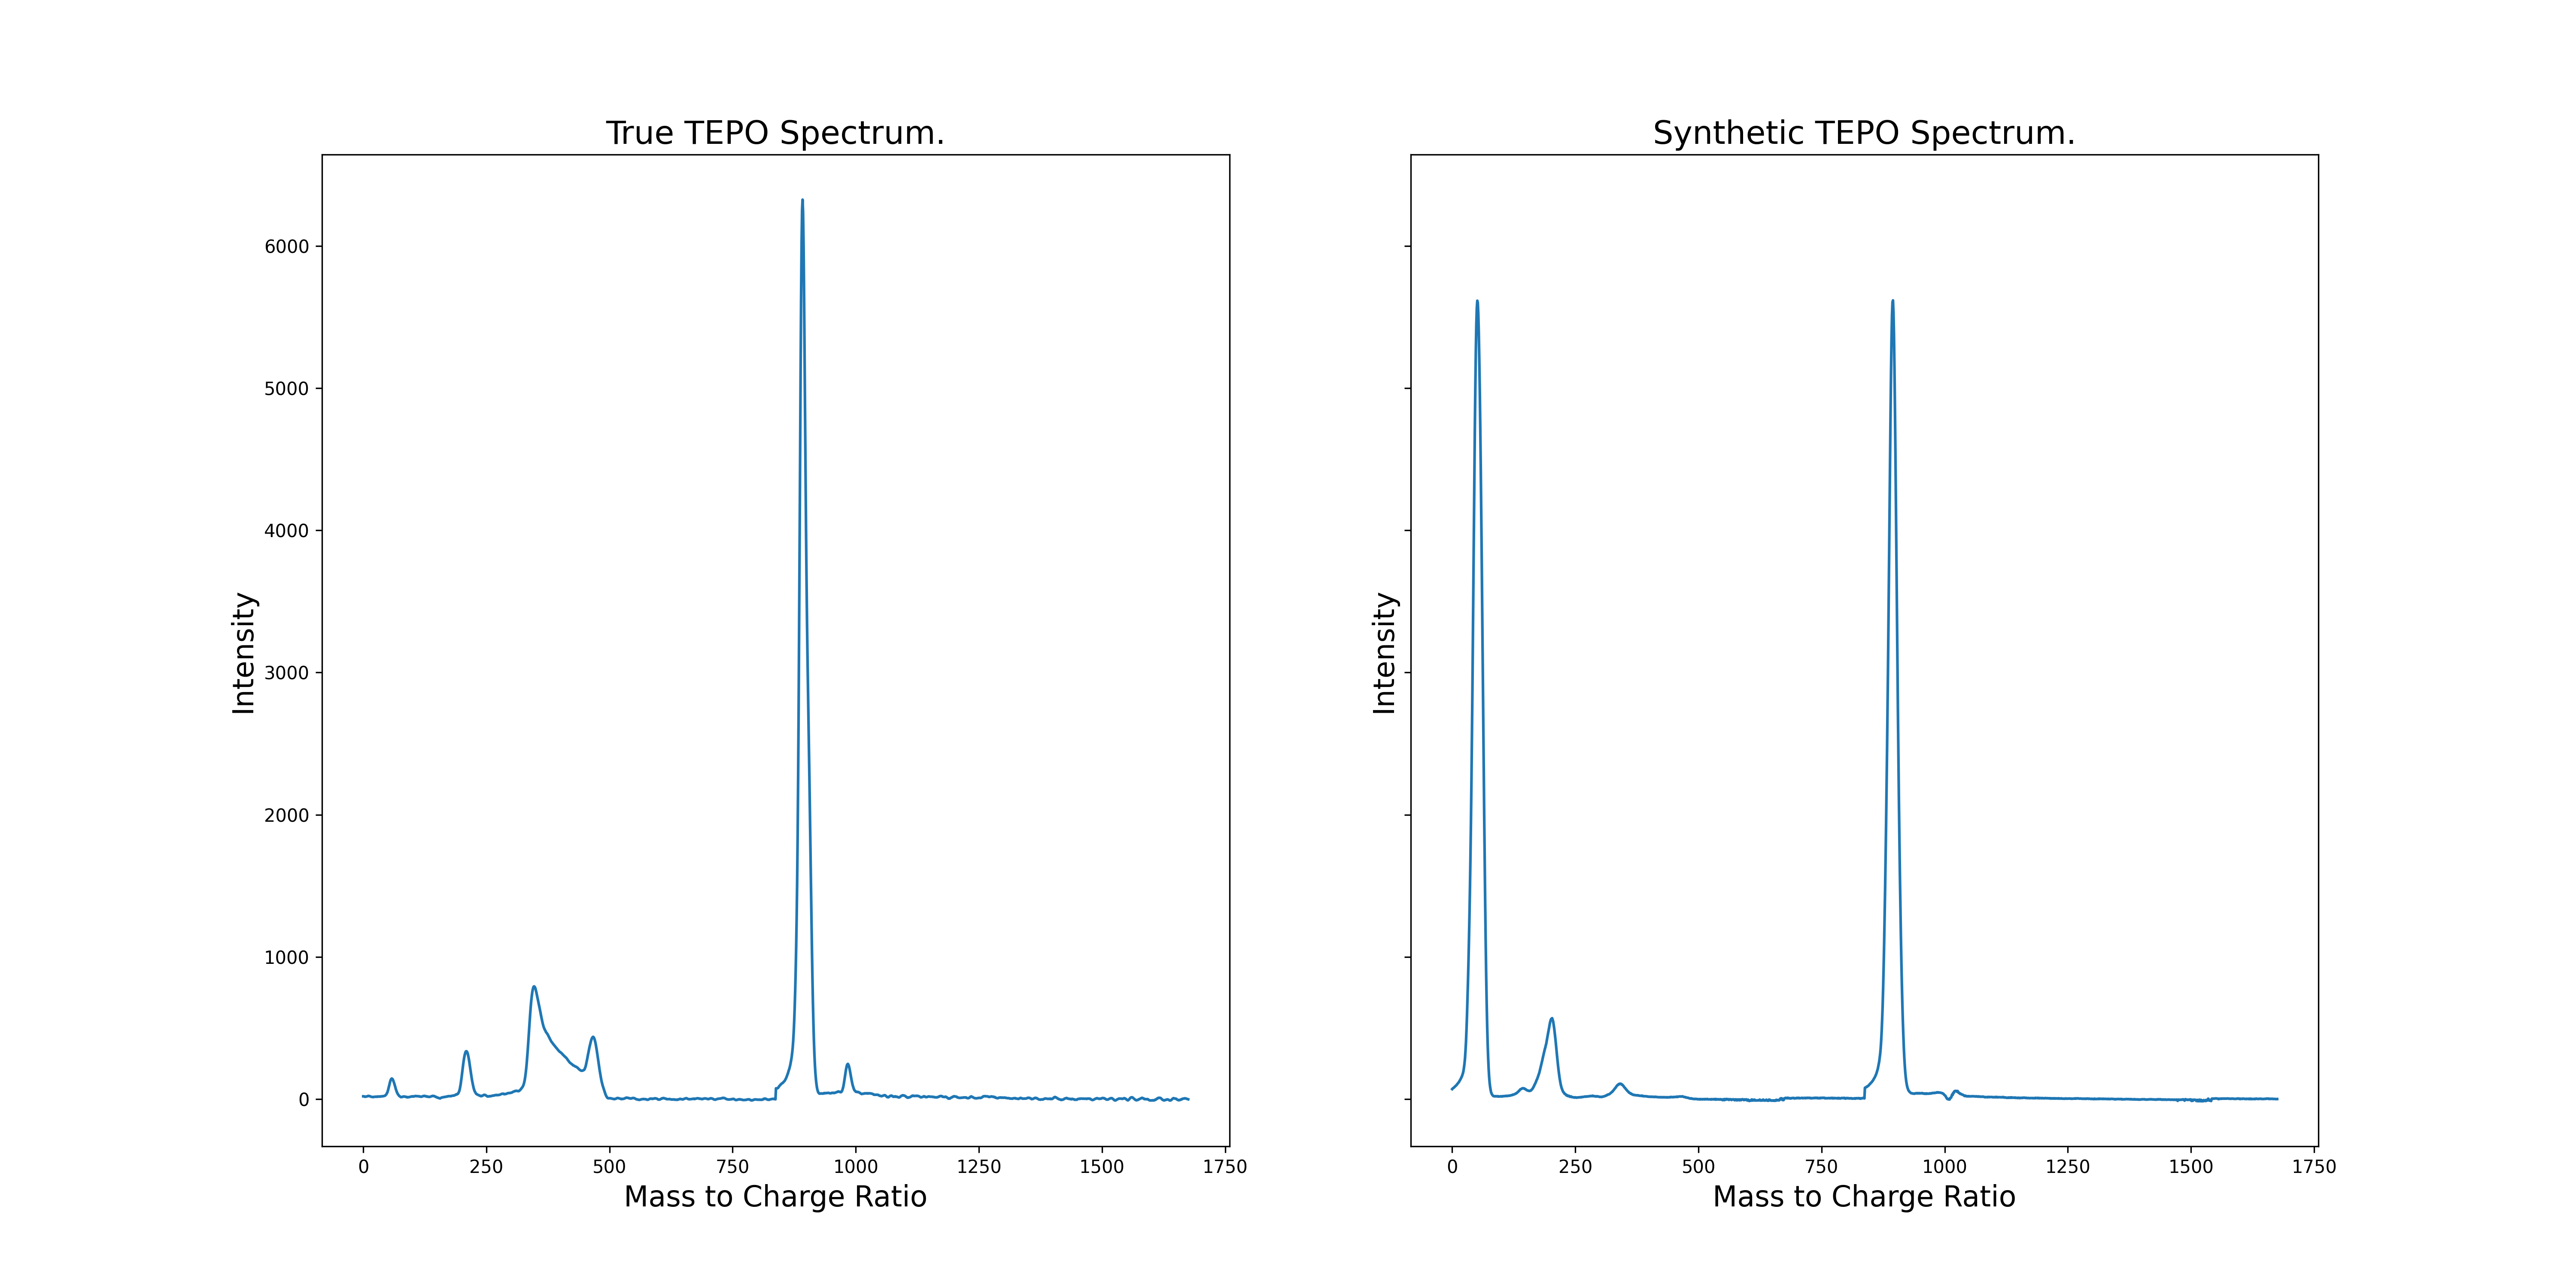 True TEPO Spectrum.
Intensity
6000
5000
4000
3000
2000
1000
0
0 250 500 750 1000 1250 1500 1750
Mass to Charge Ratio
Synthetic TEPO Spectrum.
Intensity
0 250 500 750 1000 1250 1500 1750
Mass to Charge Ratio